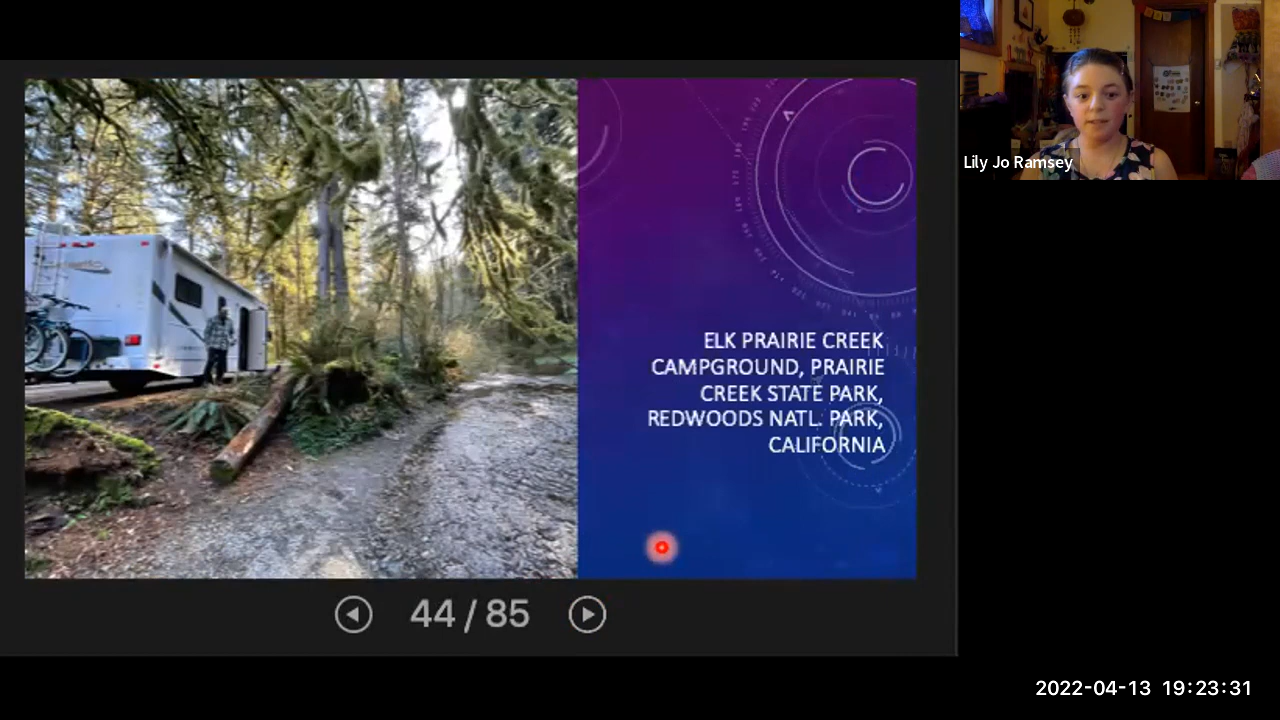 Lily Jo Ramsey
ELK PRAIRIE CREEK
CAMPGROUND, PRAIRIE
CREEK STATE PARK,
REDWOODS NATL. PARK,
CALIFORNIA
44 / 85
2022-04-13 19:23:31